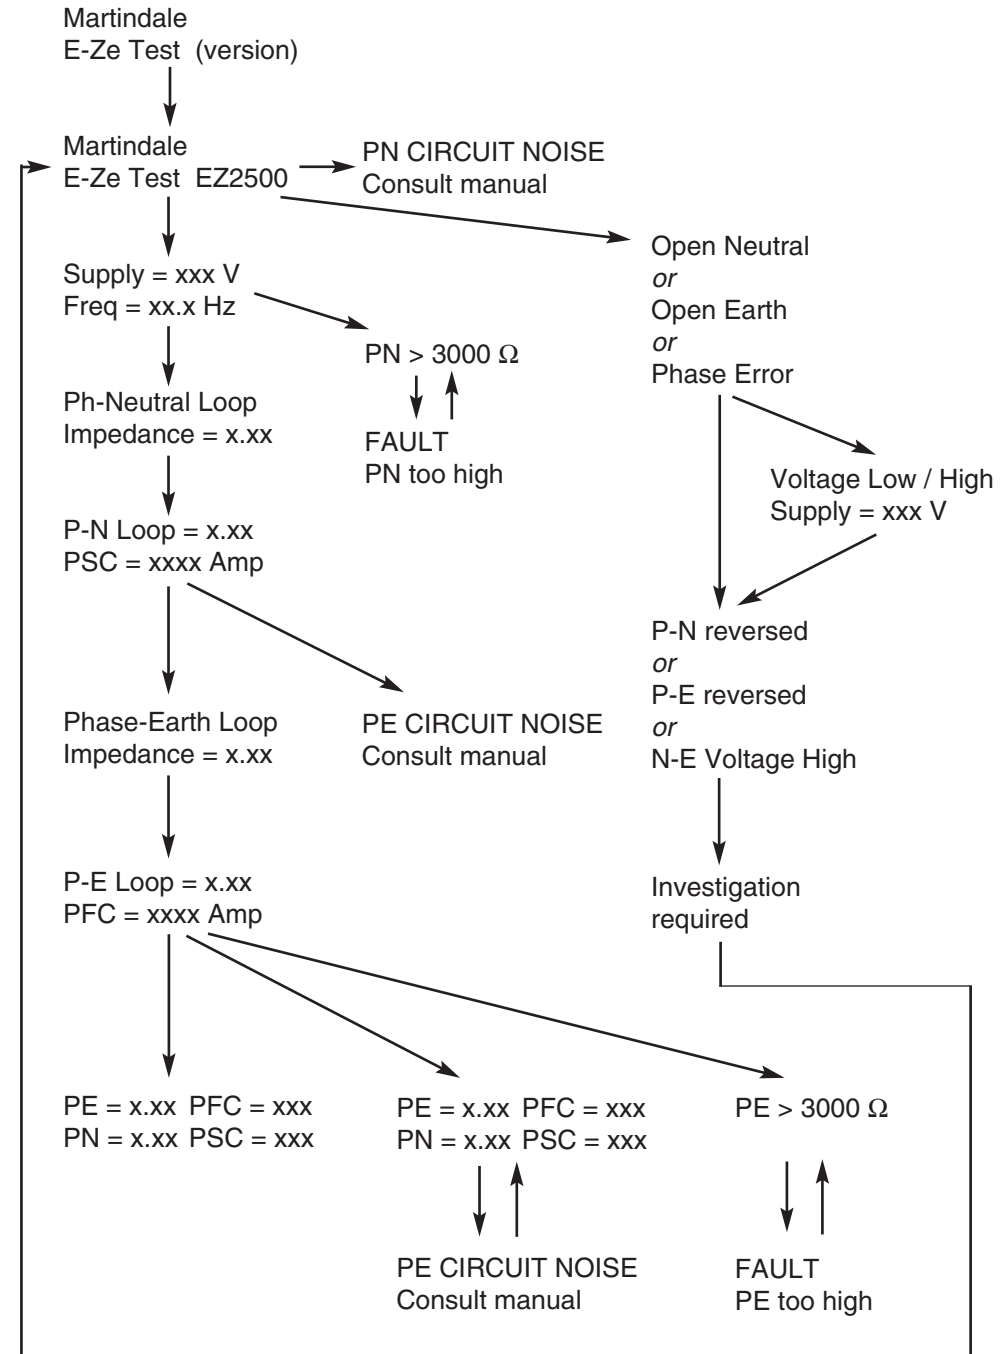 Martindale
E-Ze Test (version)
Martindale
E-Ze Test EZ2500
PN CIRCUIT NOISE
Consult manual
Open Neutral
or
Open Earth
or
Phase Error
Supply = xxx V
Freq = xx.x Hz
PN > 3000 Ω
FAULT
PN too high
Ph-Neutral Loop
Impedance = x.xx
Voltage Low / High
Supply = xxx V
P-N Loop = x.xx
PSC = xxxx Amp
P-N reversed
or
P-E reversed
or
N-E Voltage High
Phase-Earth Loop
Impedance = x.xx
PE CIRCUIT NOISE
Consult manual
P-E Loop = x.xx
PFC = xxxx Amp
Investigation
required
PE = x.xx PFC = xxx
PN = x.xx PSC = xxx
PE = x.xx PFC = xxx
PN = x.xx PSC = xxx
PE > 3000 Ω
PE CIRCUIT NOISE
Consult manual
FAULT
PE too high